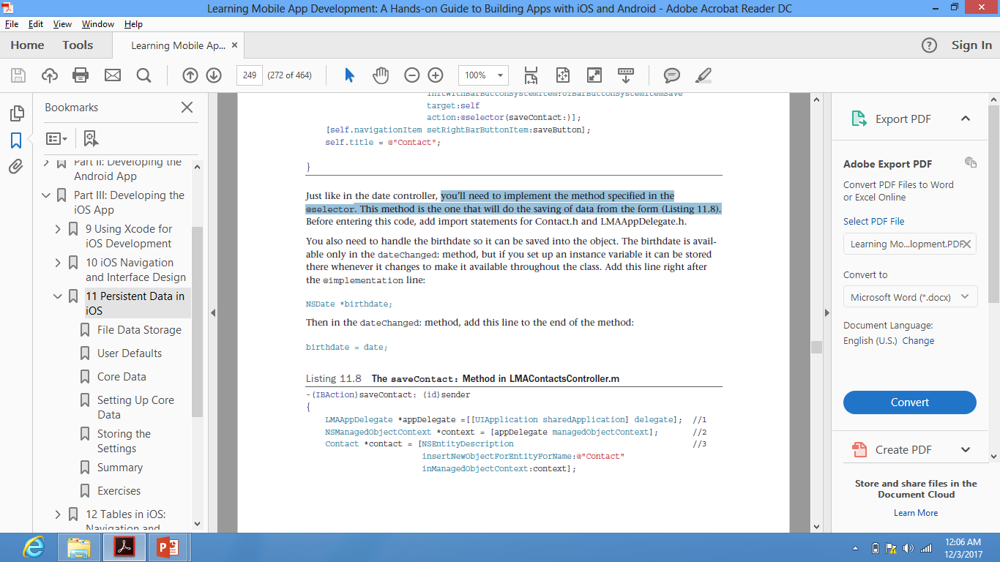 Learning Mobile App Development: A Hands-on Guide to Building Apps with iOS and Android - Adobe Acrobat Reader DC
File Edit View Window Help
Home Tools Learning Mobile Ap... × Sign In
249 (272 of 464) 100%
Bookmarks
Part II: Developing the
Android App
Part III: Developing the
iOS App
9 Using Xcode for
iOS Development
10 iOS Navigation
and Interface Design
11 Persistent Data in
iOS
File Data Storage
User Defaults
Core Data
Setting Up Core
Data
Storing the
Settings
Summary
Exercises
12 Tables in iOS:
Navigation and
initWithBarButtonSystemItem:UIBarButtonSystemItemSave
target:self
action:@selector(saveContact:)];
[self.navigationItem setRightBarButtonItem:saveButton];
self.title = @"Contact";
}
Just like in the date controller, you'll need to implement the method specified in the
@selector. This method is the one that will do the saving of data from the form (Listing 11.8).
Before entering this code, add import statements for Contact.h and LMAAppDelegate.h.
You also need to handle the birthdate so it can be saved into the object. The birthdate is avail-
able only in the dateChanged: method, but if you set up an instance variable it can be stored
there whenever it changes to make it available throughout the class. Add this line right after
the @implementation line:
NSDate *birthdate;
Then in the dateChanged: method, add this line to the end of the method:
birthdate = date;
Listing 11.8 The saveContact: Method in LMAContactsController.m
-(IBAction)saveContact: (id)sender
{
LMAAppDelegate *appDelegate =[[UIApplication sharedApplication] delegate]; //1
NSManagedObjectContext *context = [appDelegate managedObjectContext]; //2
Contact *contact = [NSEntityDescription //3
insertNewObjectForEntityForName:@"Contact"
inManagedObjectContext:context];
Export PDF
Adobe Export PDF
Convert PDF Files to Word
or Excel Online
Select PDF File
Learning Mo...lopment.PDF
Convert to
Microsoft Word (*.docx)
Document Language:
English (U.S.) Change
Convert
Create PDF
Store and share files in the
Document Cloud
Learn More
12:06 AM
12/3/2017